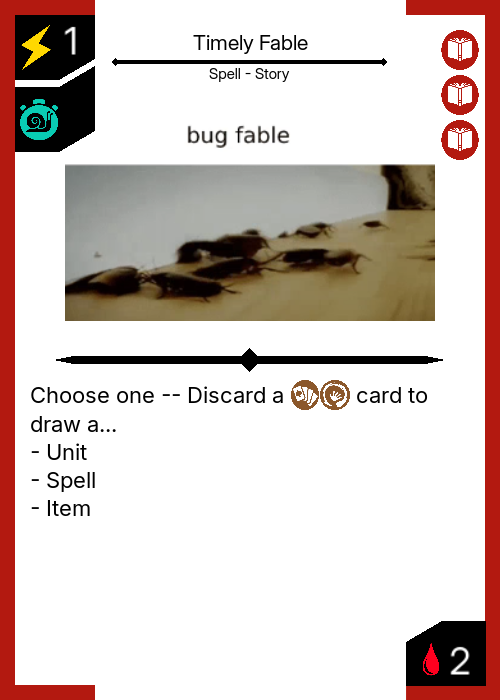 1
Timely Fable
Spell - Story
bug fable
Choose one -- Discard a card to
draw a...
- Unit
- Spell
- Item
2